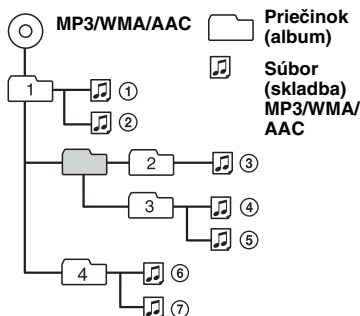 MP3/WMA/AAC
Priečinok
(album)
Súbor
(skladba)
MP3/WMA/
AAC
1
①
②
2
③
3
④
⑤
4
⑥
⑦